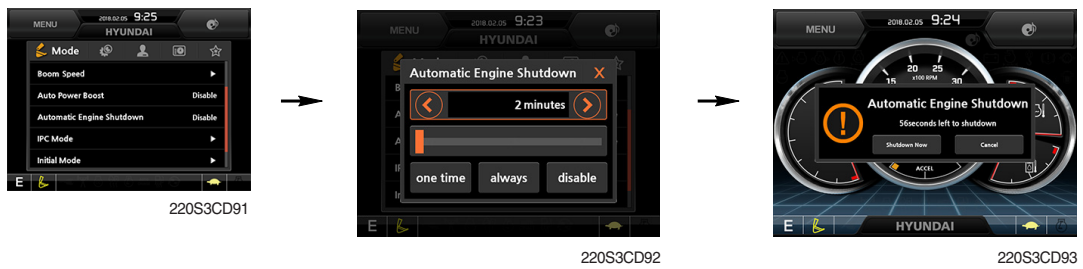 MENU
2018.02.05 9:25
HYUNDAI
Mode
Boom Speed
Auto Power Boost Disable
Automatic Engine Shutdown Disable
IPC Mode
Initial Mode
E
220S3CD91
MENU
2018.02.05 9:23
HYUNDAI
Automatic Engine Shutdown X
2 minutes
one time always disable
E
220S3CD92
MENU
2018.02.05 9:24
15 20 25 30
x100 RPM
Automatic Engine Shutdown
56seconds left to shutdown
Shutdown Now Cancel
ACCEL
E
HYUNDAI
220S3CD93